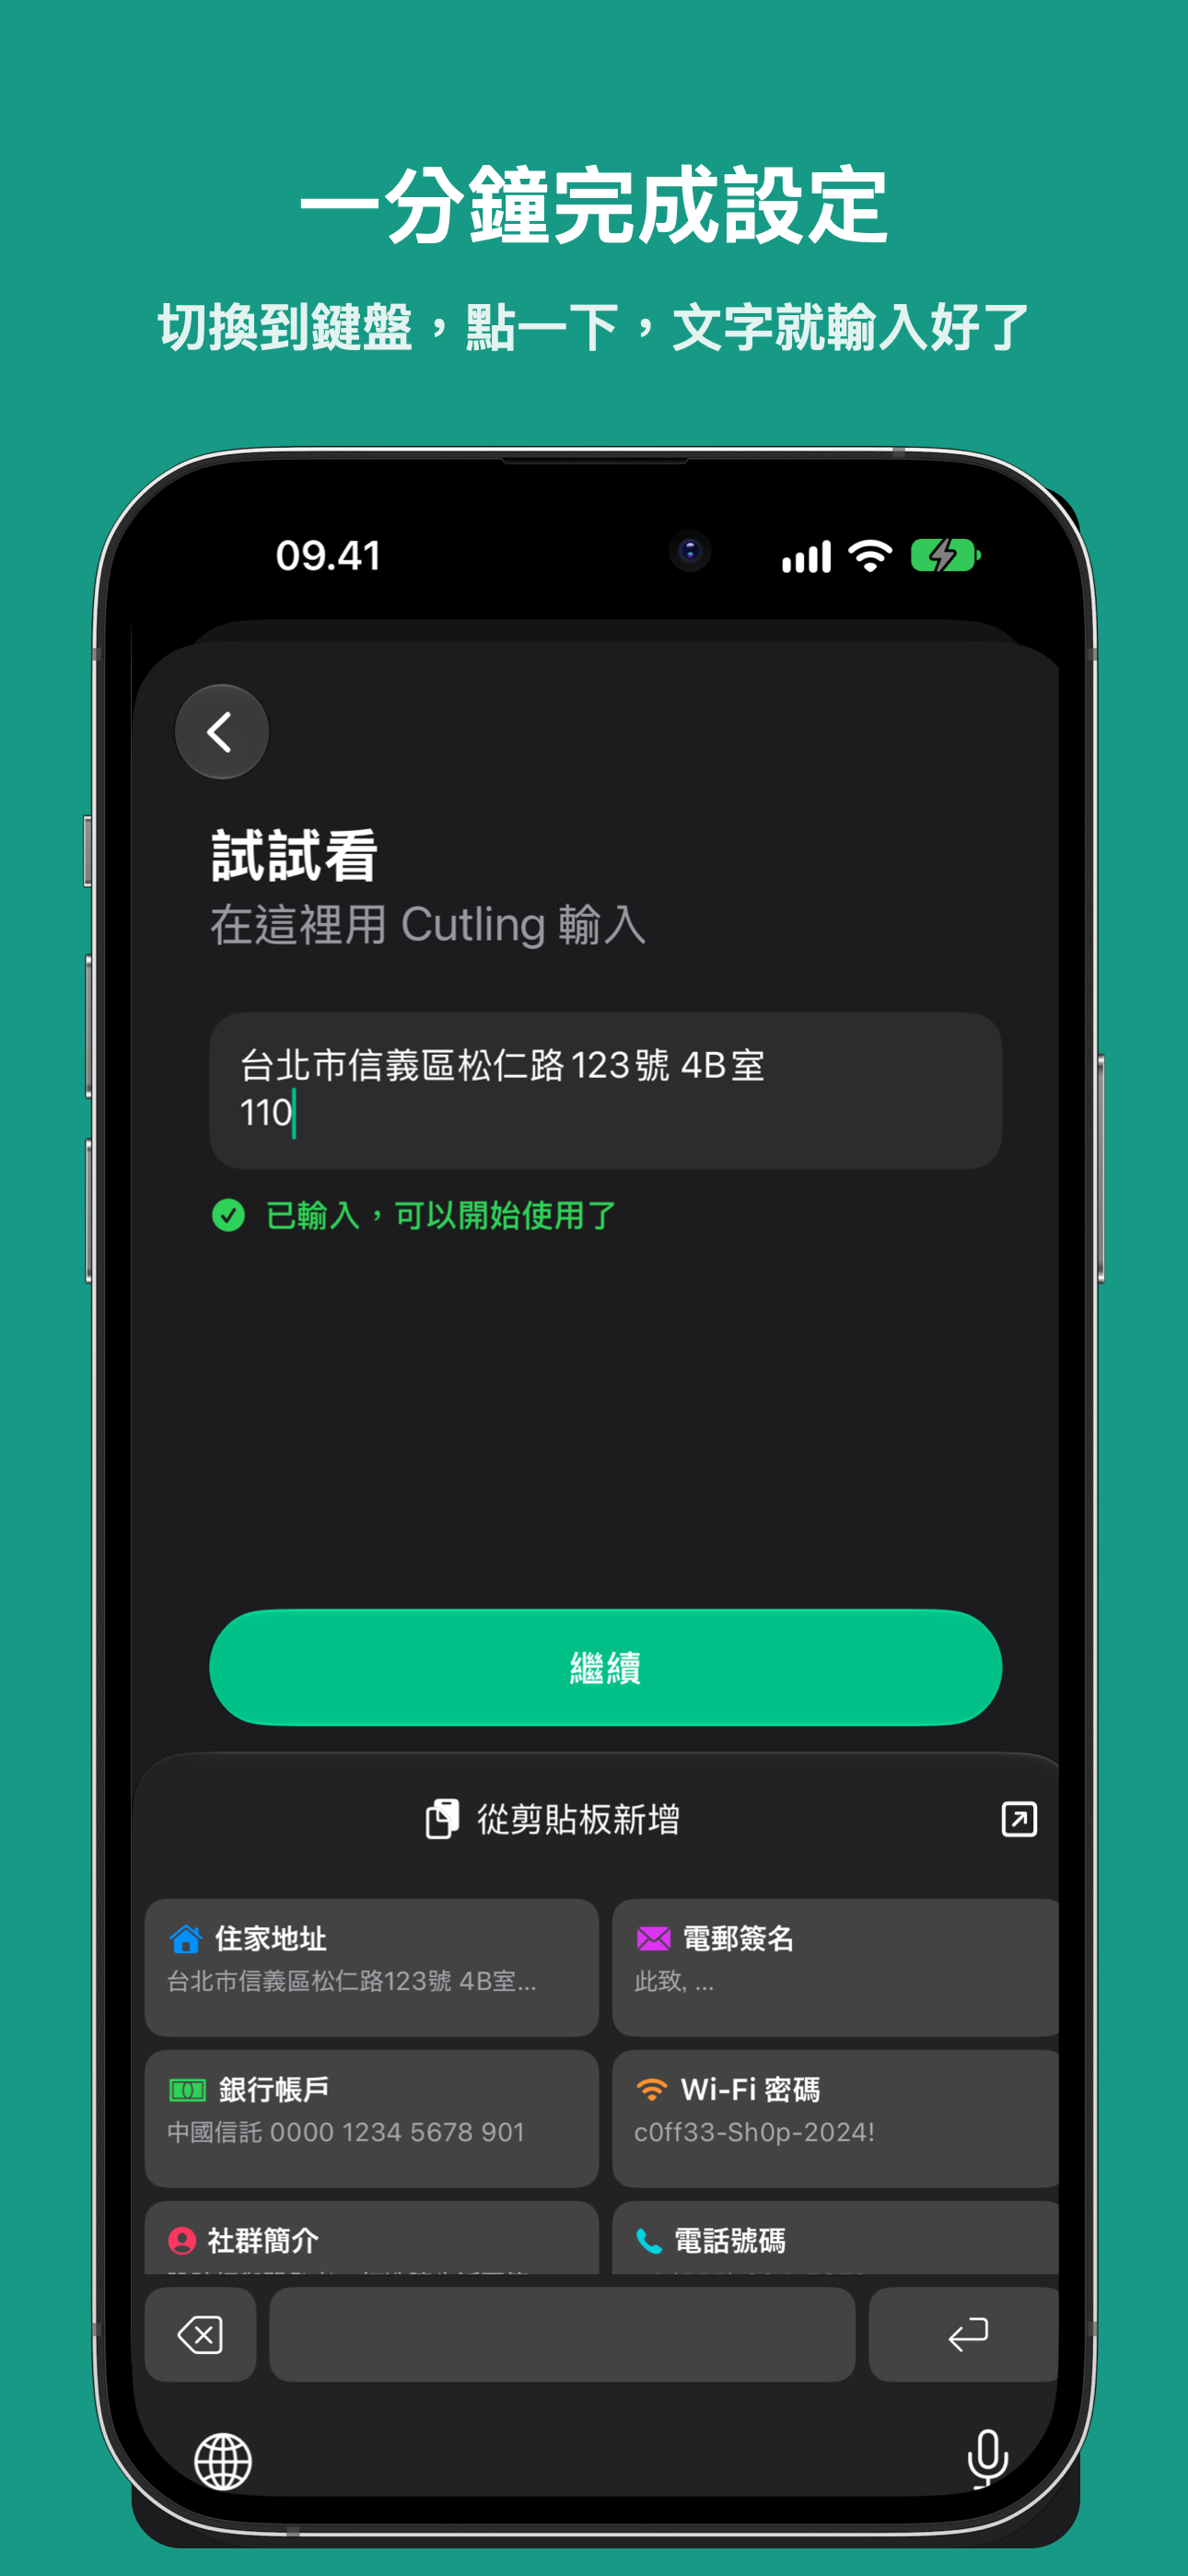 一分鐘完成設定
切換到鍵盤，點一下，文字就輸入好了
09.41
試試看
在這裡用 Cutling 輸入
台北市信義區松仁路 123 號 4B 室
110
已輸入，可以開始使用了
繼續
從剪貼板新增
住家地址
台北市信義區松仁路123號 4B室...
電郵簽名
此致, ...
銀行帳戶
中國信託 0000 1234 5678 901
Wi-Fi 密碼
c0ff33-Sh0p-2024!
社群簡介
電話號碼